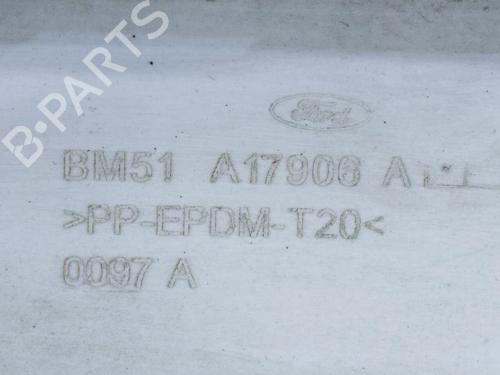 B-PARTS
Ford
BM51 A17906 A
>PP-EPDM-T20<
0097 A